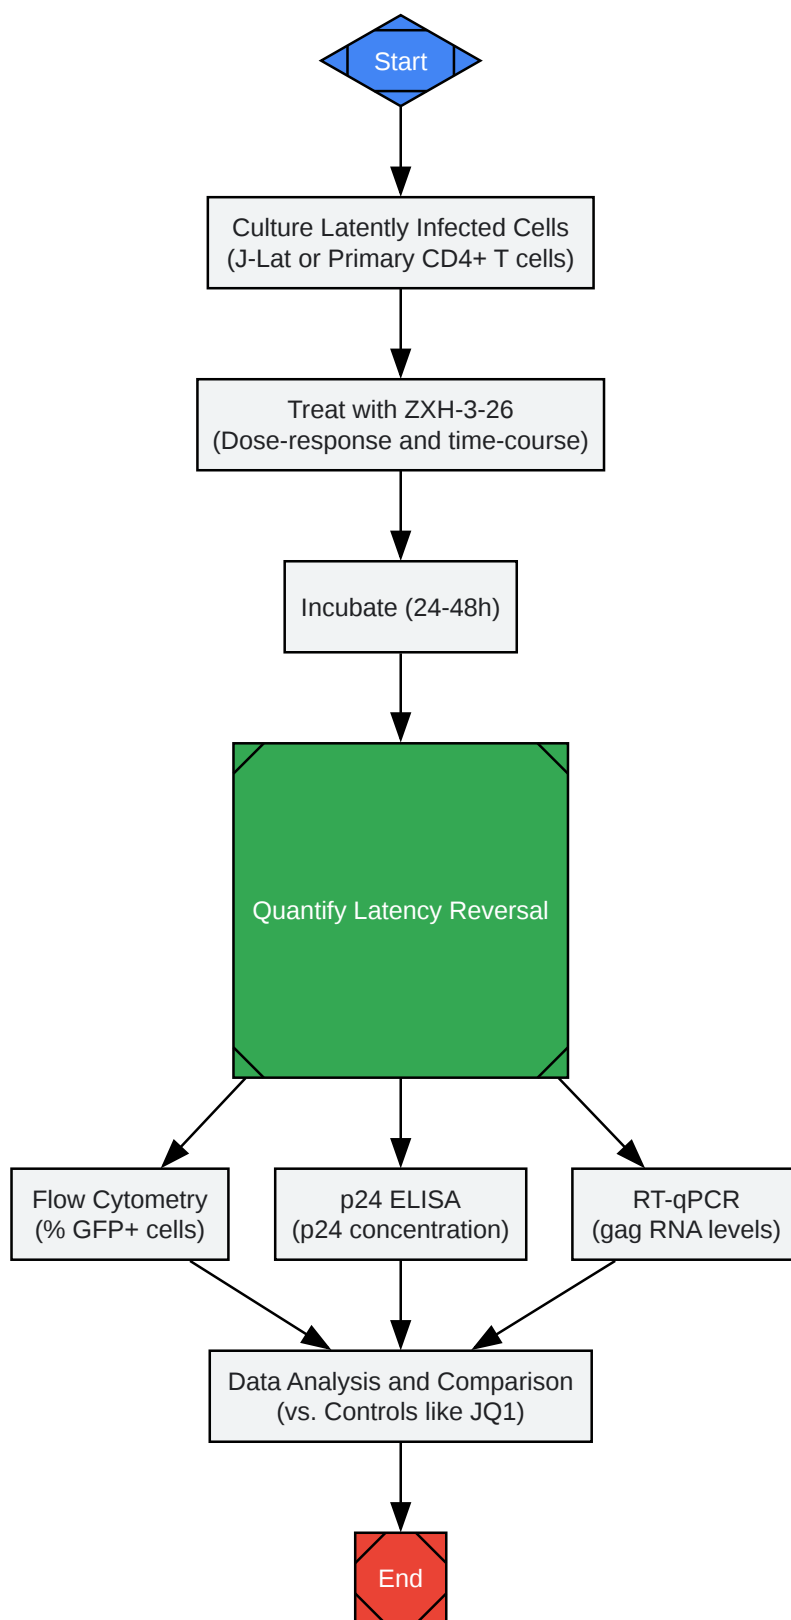 Start
Culture Latently Infected Cells
(J-Lat or Primary CD4+ T cells)
Treat with ZXH-3-26
(Dose-response and time-course)
Incubate (24-48h)
Quantify Latency Reversal
Flow Cytometry
(% GFP+ cells)
p24 ELISA
(p24 concentration)
RT-qPCR
(gag RNA levels)
Data Analysis and Comparison
(vs. Controls like JQ1)
End